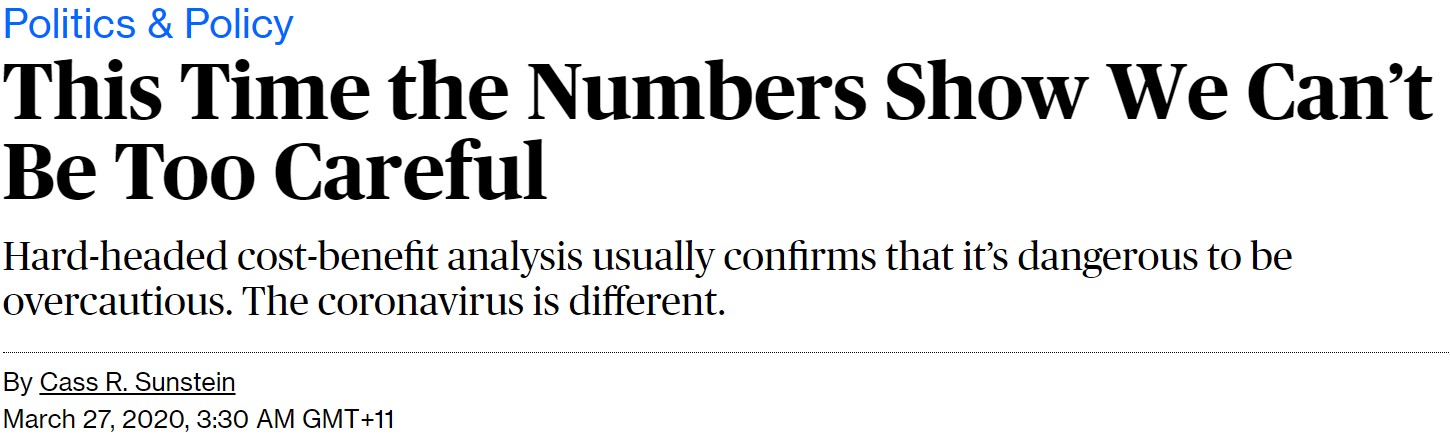 Politics & Policy
This Time the Numbers Show We Can’t
Be Too Careful
Hard-headed cost-benefit analysis usually confirms that it’s dangerous to be
overcautious. The coronavirus is different.
By Cass R. Sunstein
March 27, 2020, 3:30 AM GMT+11